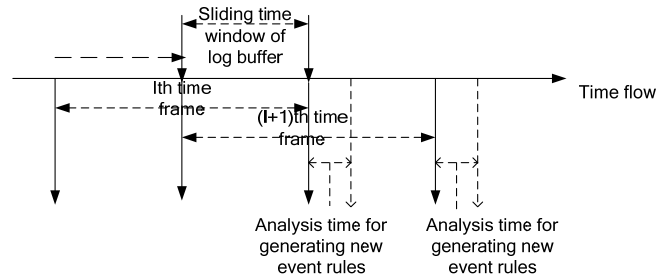 Sliding time
window of
log buffer
Time flow
Ith time
frame
(I+1)th time
frame
Analysis time for
generating new
event rules
Analysis time for
generating new
event rules